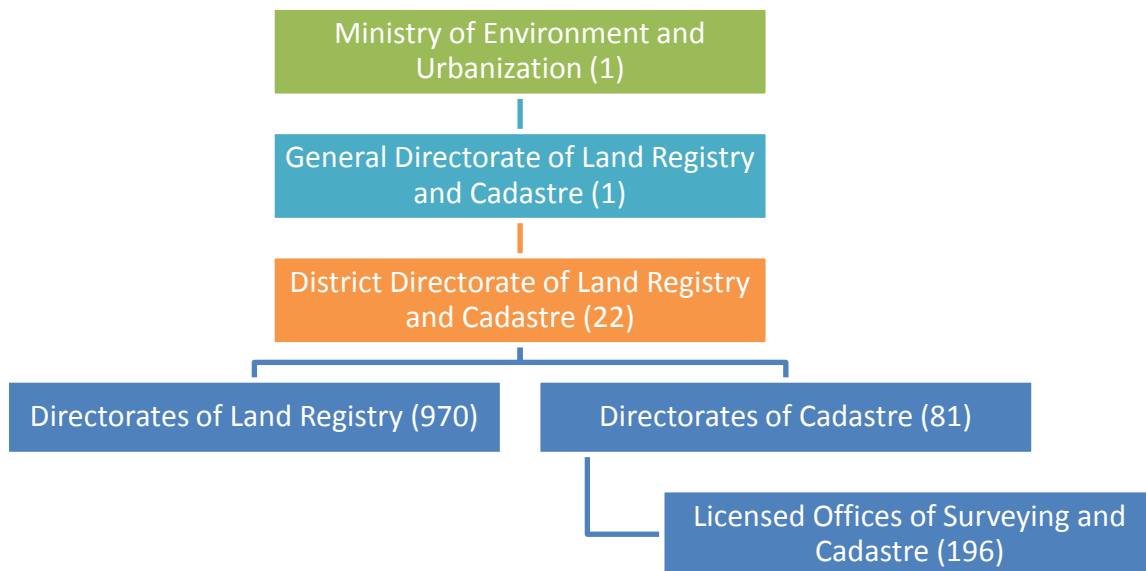 Ministry of Environment and
Urbanization (1)
General Directorate of Land Registry
and Cadastre (1)
District Directorate of Land Registry
and Cadastre (22)
Directorates of Land Registry (970)
Directorates of Cadastre (81)
Licensed Offices of Surveying and
Cadastre (196)